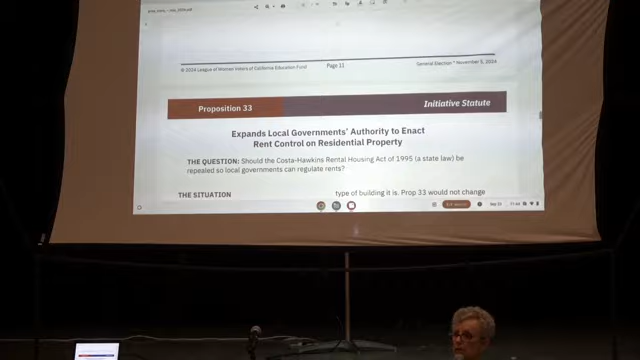 © 2024 League of Women Voters of California Education Fund
Page 11
General Election * November 5, 2024
Proposition 33
Initiative Statute
Expands Local Governments' Authority to Enact
Rent Control on Residential Property
THE QUESTION: Should the Costa-Hawkins Rental Housing Act of 1995 (a state law) be
repealed so local governments can regulate rents?
THE SITUATION
type of building it is. Prop 33 would not change